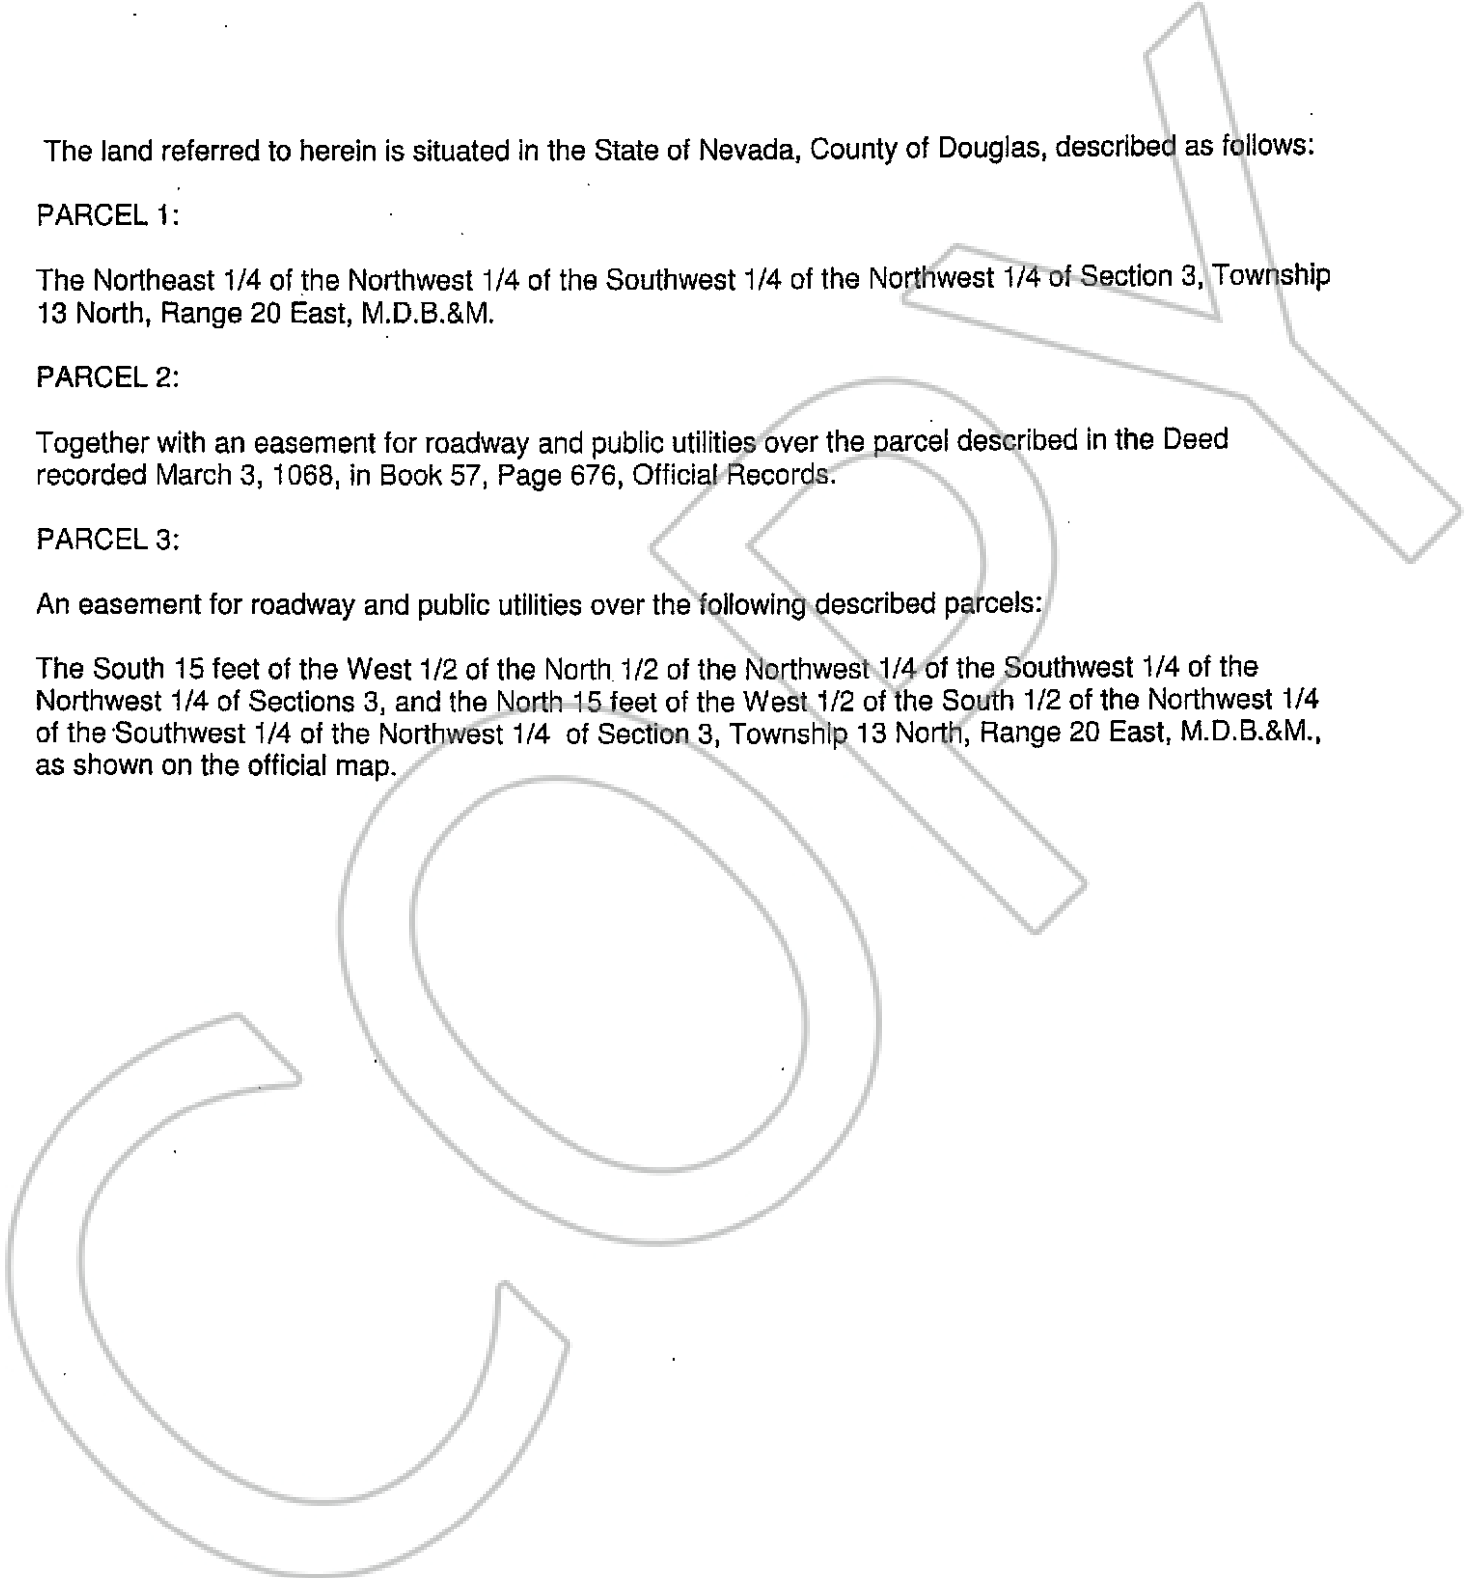 The land referred to herein is situated in the State of Nevada, County of Douglas, described as follows:
PARCEL 1:
The Northeast 1/4 of the Northwest 1/4 of the Southwest 1/4 of the Northwest 1/4 of Section 3, Township
13 North, Range 20 East, M.D.B.&M.
PARCEL 2:
Together with an easement for roadway and public utilities over the parcel described in the Deed
recorded March 3, 1068, in Book 57, Page 676, Official Records.
PARCEL 3:
An easement for roadway and public utilities over the following described parcels:
The South 15 feet of the West 1/2 of the North 1/2 of the Northwest 1/4 of the Southwest 1/4 of the
Northwest 1/4 of Sections 3, and the North 15 feet of the West 1/2 of the South 1/2 of the Northwest 1/4
of the Southwest 1/4 of the Northwest 1/4 of Section 3, Township 13 North, Range 20 East, M.D.B.&M.,
as shown on the official map.
COPY